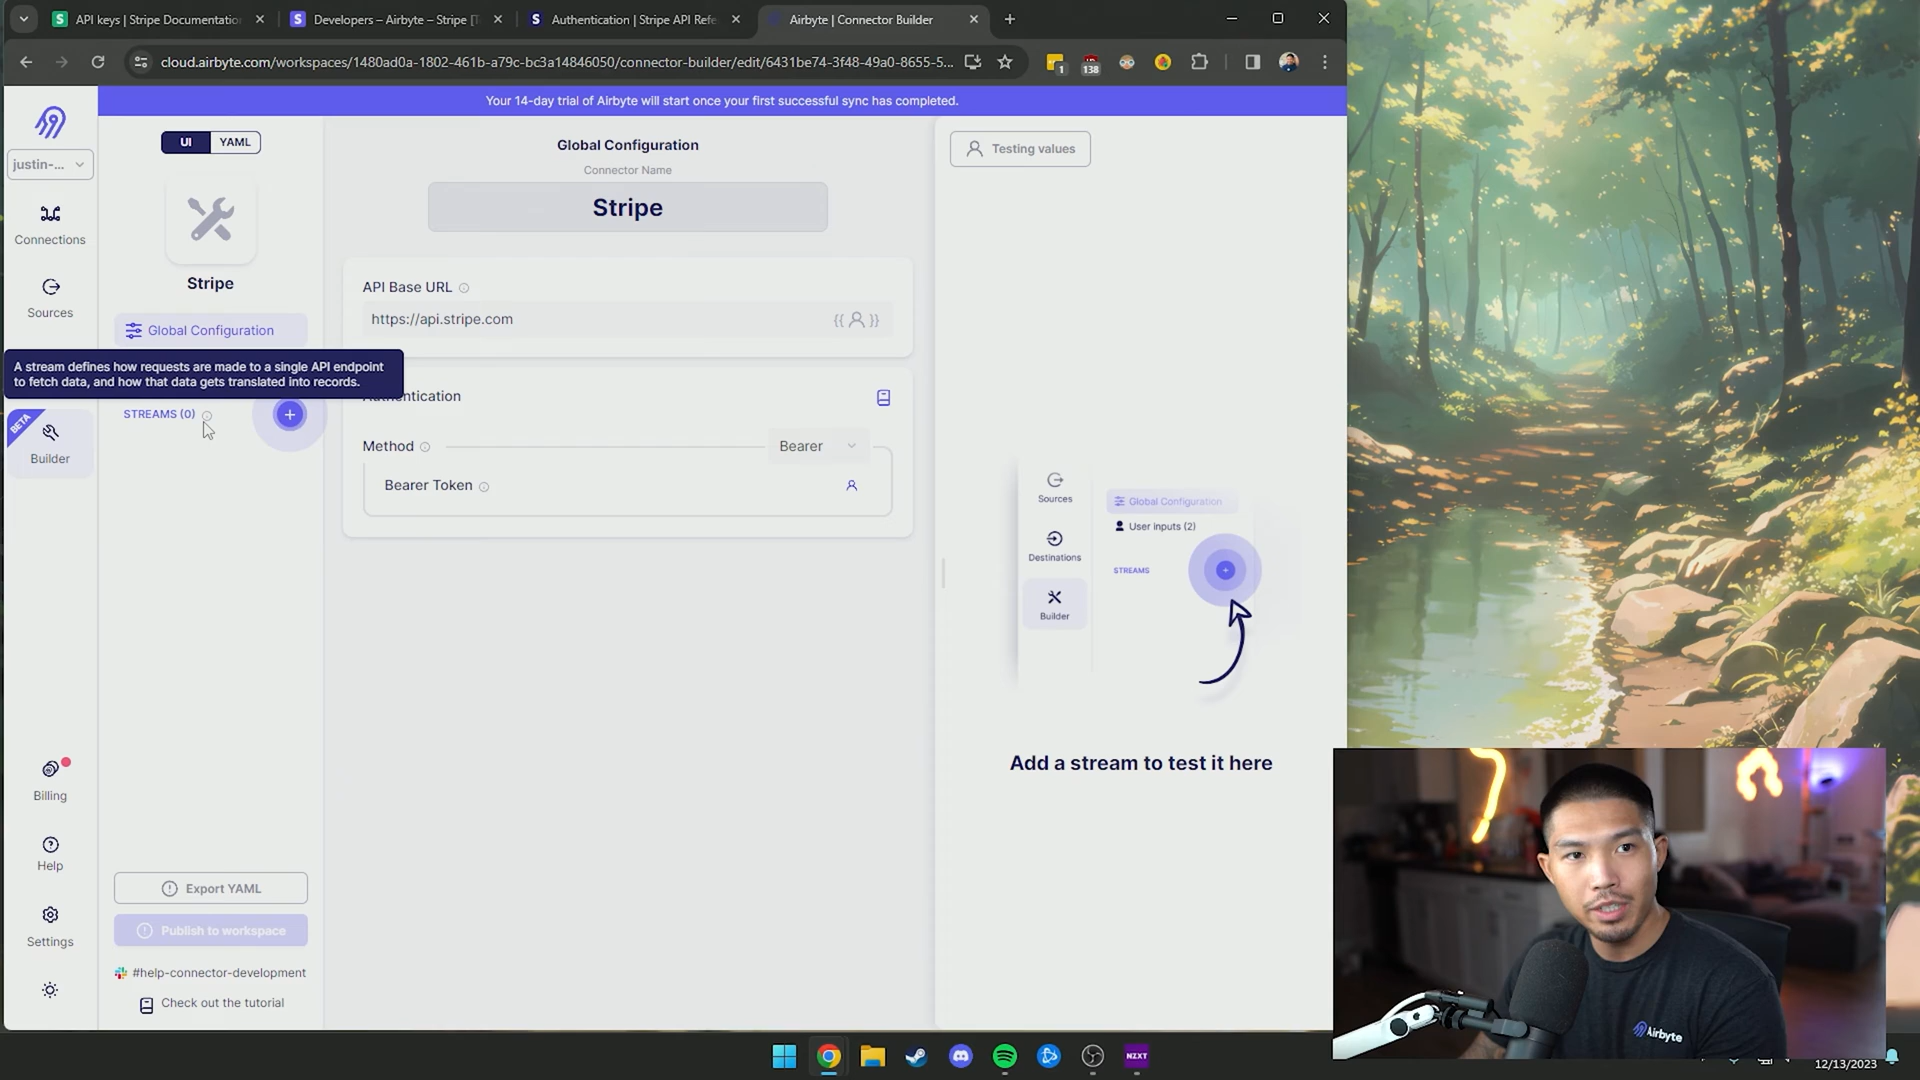 API keys | Stripe Documentatio
Developers – Airbyte – Stripe [T
Authentication | Stripe API Refe
Airbyte | Connector Builder
cloud.airbyte.com/workspaces/1480ad0a-1802-461b-a79c-bc3a14846050/connector-builder/edit/6431be74-3f48-49a0-8655-5...
1
138
Your 14-day trial of Airbyte will start once your first successful sync has completed.
justin-...
Connections
Sources
BETA
Builder
Billing
Help
Settings
UI
YAML
Stripe
Global Configuration
A stream defines how requests are made to a single API endpoint
to fetch data, and how that data gets translated into records.
STREAMS (0)
Export YAML
Publish to workspace
#help-connector-development
Check out the tutorial
Global Configuration
Connector Name
Stripe
API Base URL
https://api.stripe.com
Authentication
Method
Bearer
Bearer Token
Testing values
Sources
Destinations
Builder
Global Configuration
User inputs (2)
STREAMS
Add a stream to test it here
Airbyte
NZXT
12/13/2023